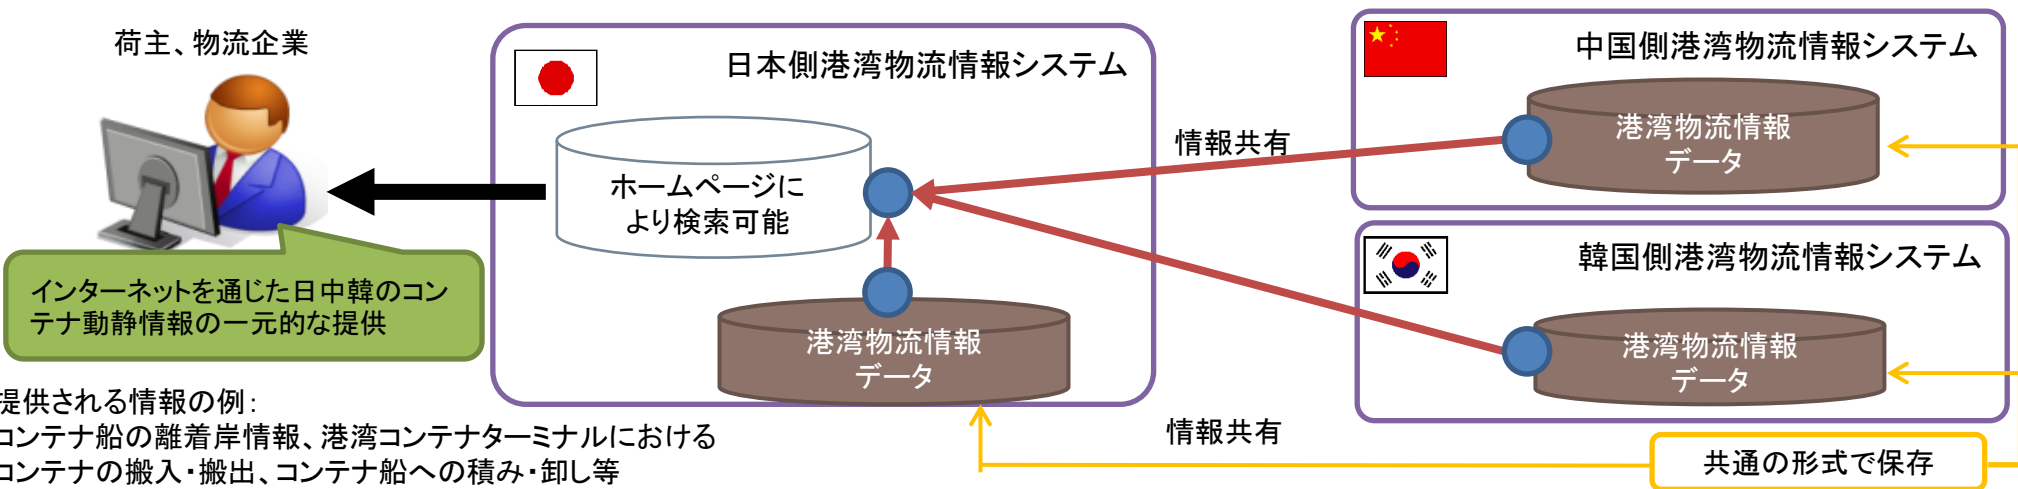 荷主、物流企業
日本側港湾物流情報システム
中国側港湾物流情報システム
港湾物流情報
データ
情報共有
ホームページに
より検索可能
韓国側港湾物流情報システム
港湾物流情報
データ
インターネットを通じた日中韓のコン
テナ動静情報の一元的な提供
港湾物流情報
データ
提供される情報の例：
コンテナ船の離着岸情報、港湾コンテナターミナルにおける
コンテナの搬入・搬出、コンテナ船への積み・卸し等
情報共有
共通の形式で保存